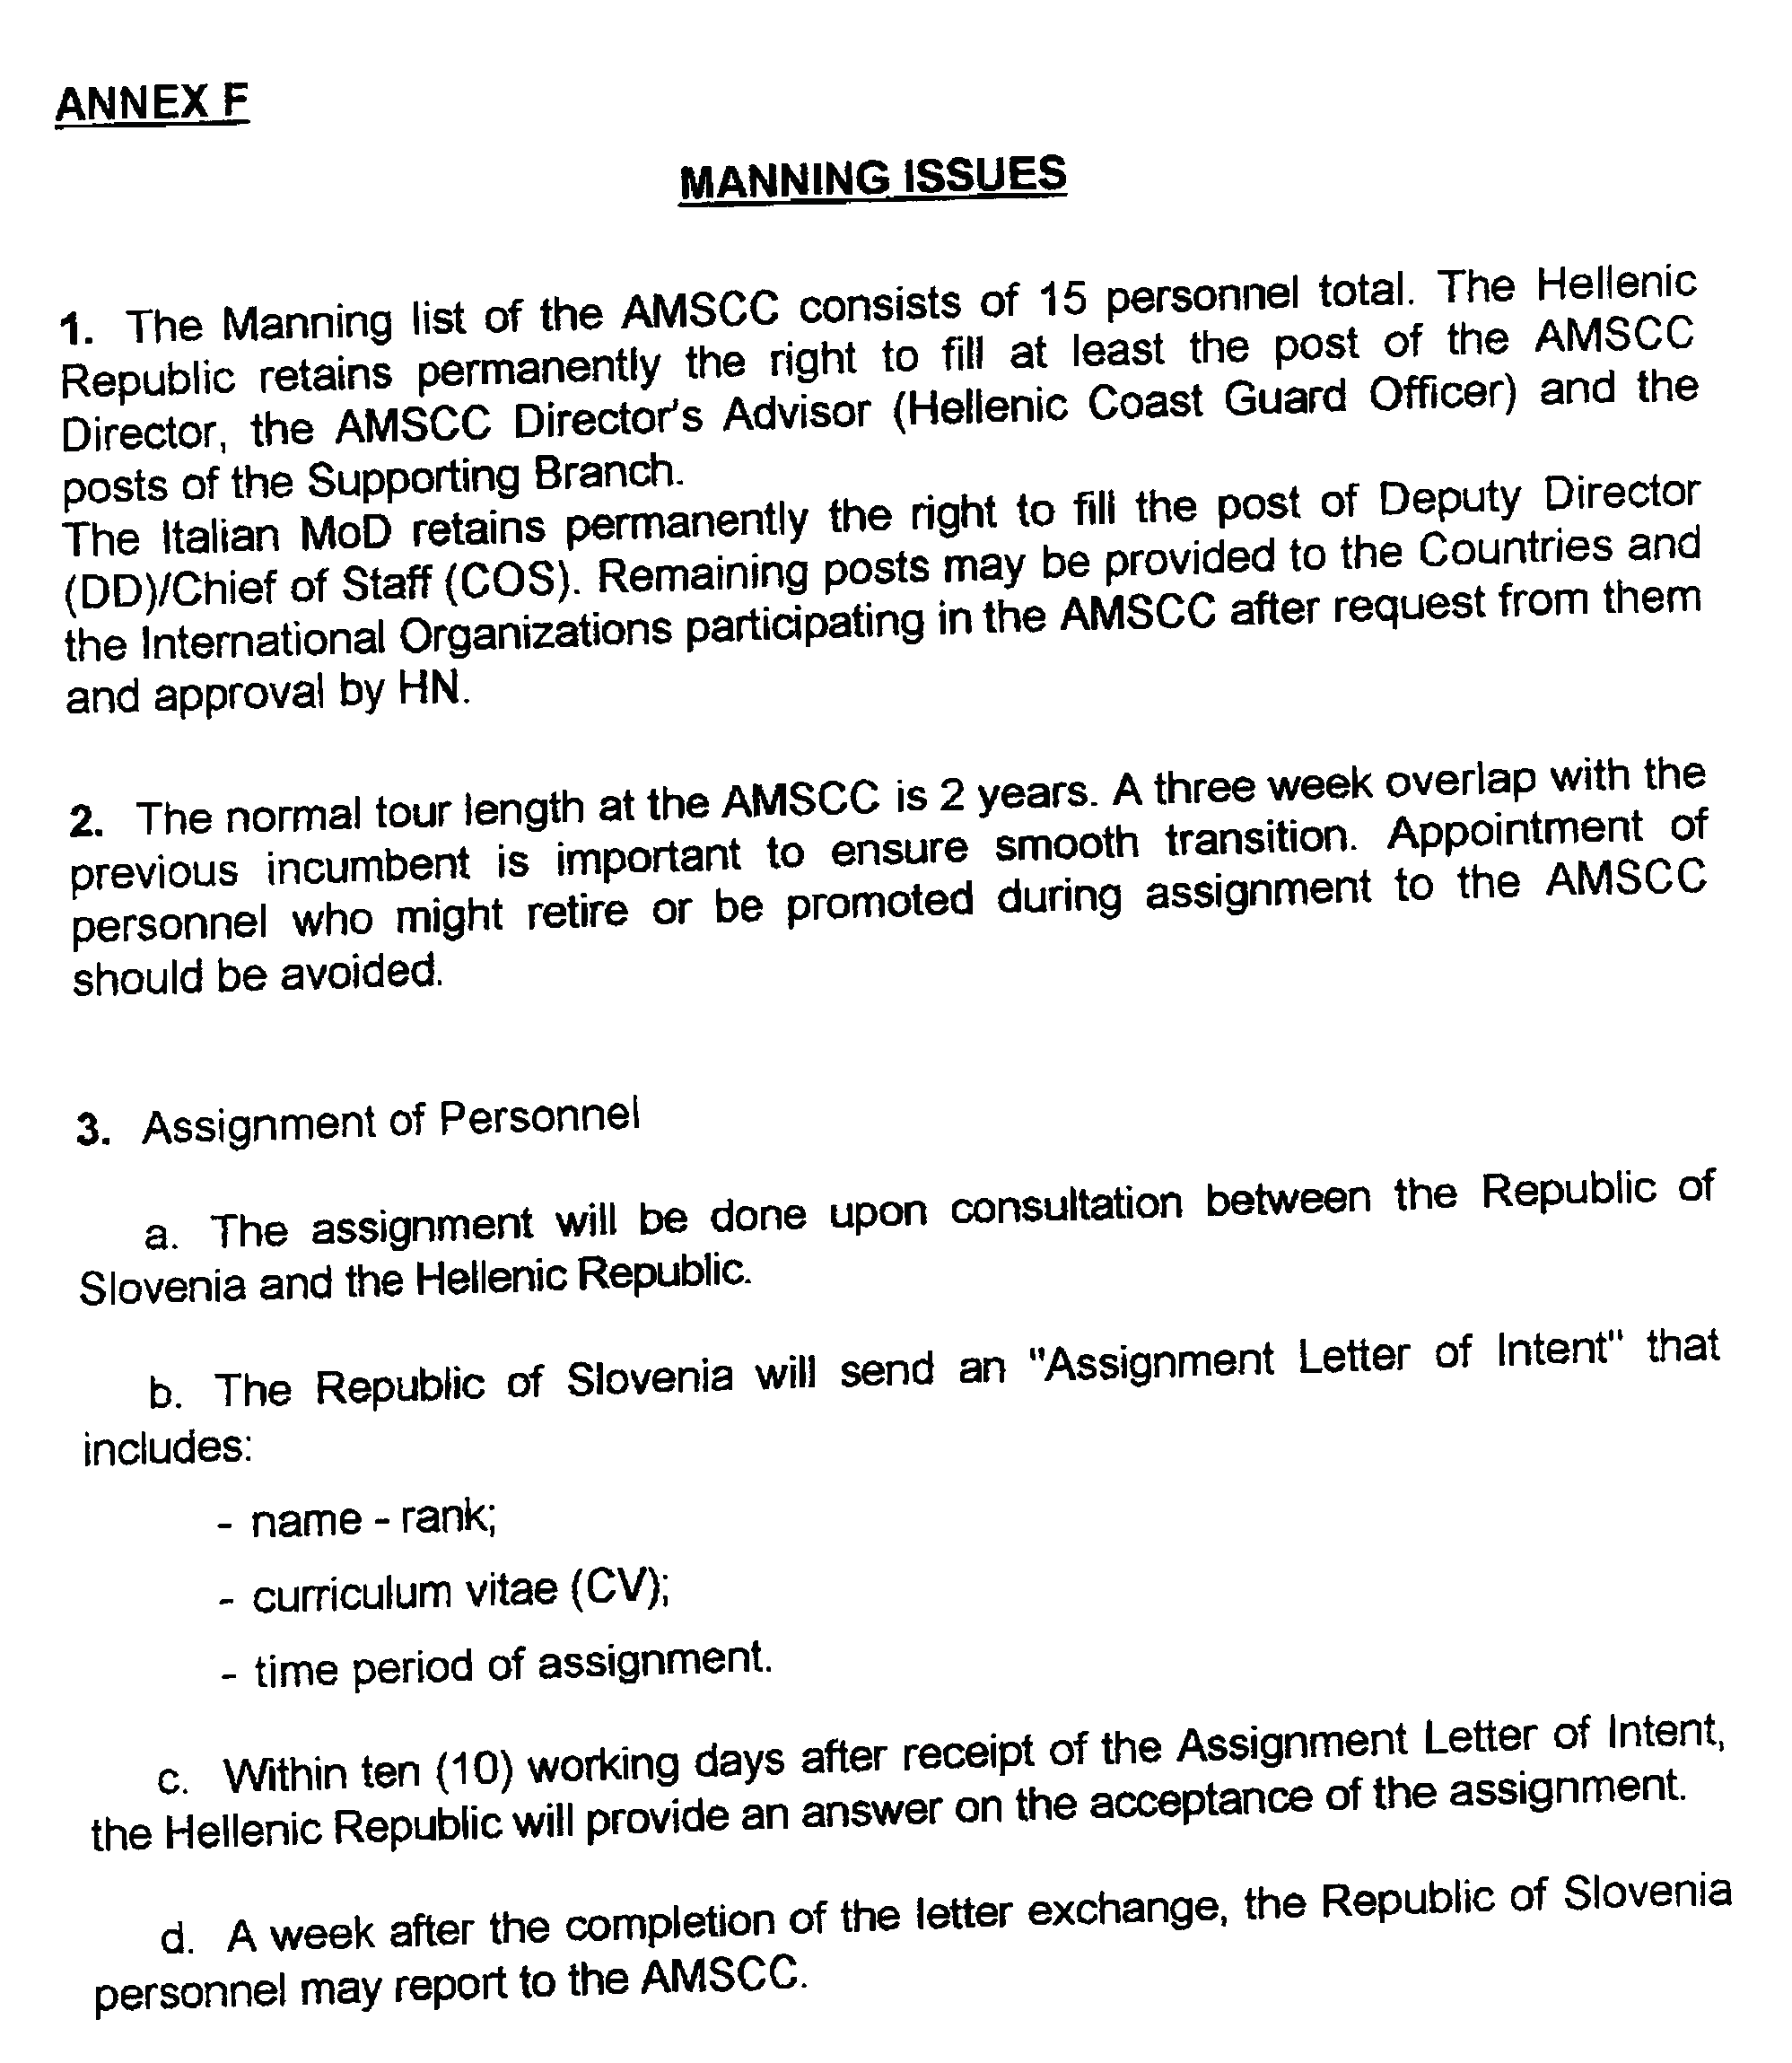 ANNEX F
MANNING ISSUES
1. The Manning list of the AMSCC consists of 15 personnel total. The Hellenic
Republic retains permanently the right to fill at least the post of the AMSCC
Director, the AMSCC Director's Advisor (Hellenic Coast Guard Officer) and the
posts of the Supporting Branch.
The Italian MoD retains permanently the right to fill the post of Deputy Director
(DD)/Chief of Staff (COS). Remaining posts may be provided to the Countries and
the International Organizations participating in the AMSCC after request from them
and approval by HN.
2. The normal tour length at the AMSCC is 2 years. A three week overlap with the
previous incumbent is important to ensure smooth transition. Appointment of
personnel who might retire or be promoted during assignment to the AMSCC
should be avoided.
3. Assignment of Personnel
a. The assignment will be done upon consultation between the Republic of
Slovenia and the Hellenic Republic.
b. The Republic of Slovenia will send an "Assignment Letter of Intent" that
includes:
- name - rank;
- curriculum vitae (CV);
- time period of assignment.
c. Within ten (10) working days after receipt of the Assignment Letter of Intent,
the Hellenic Republic will provide an answer on the acceptance of the assignment.
d. A week after the completion of the letter exchange, the Republic of Slovenia
personnel may report to the AMSCC.